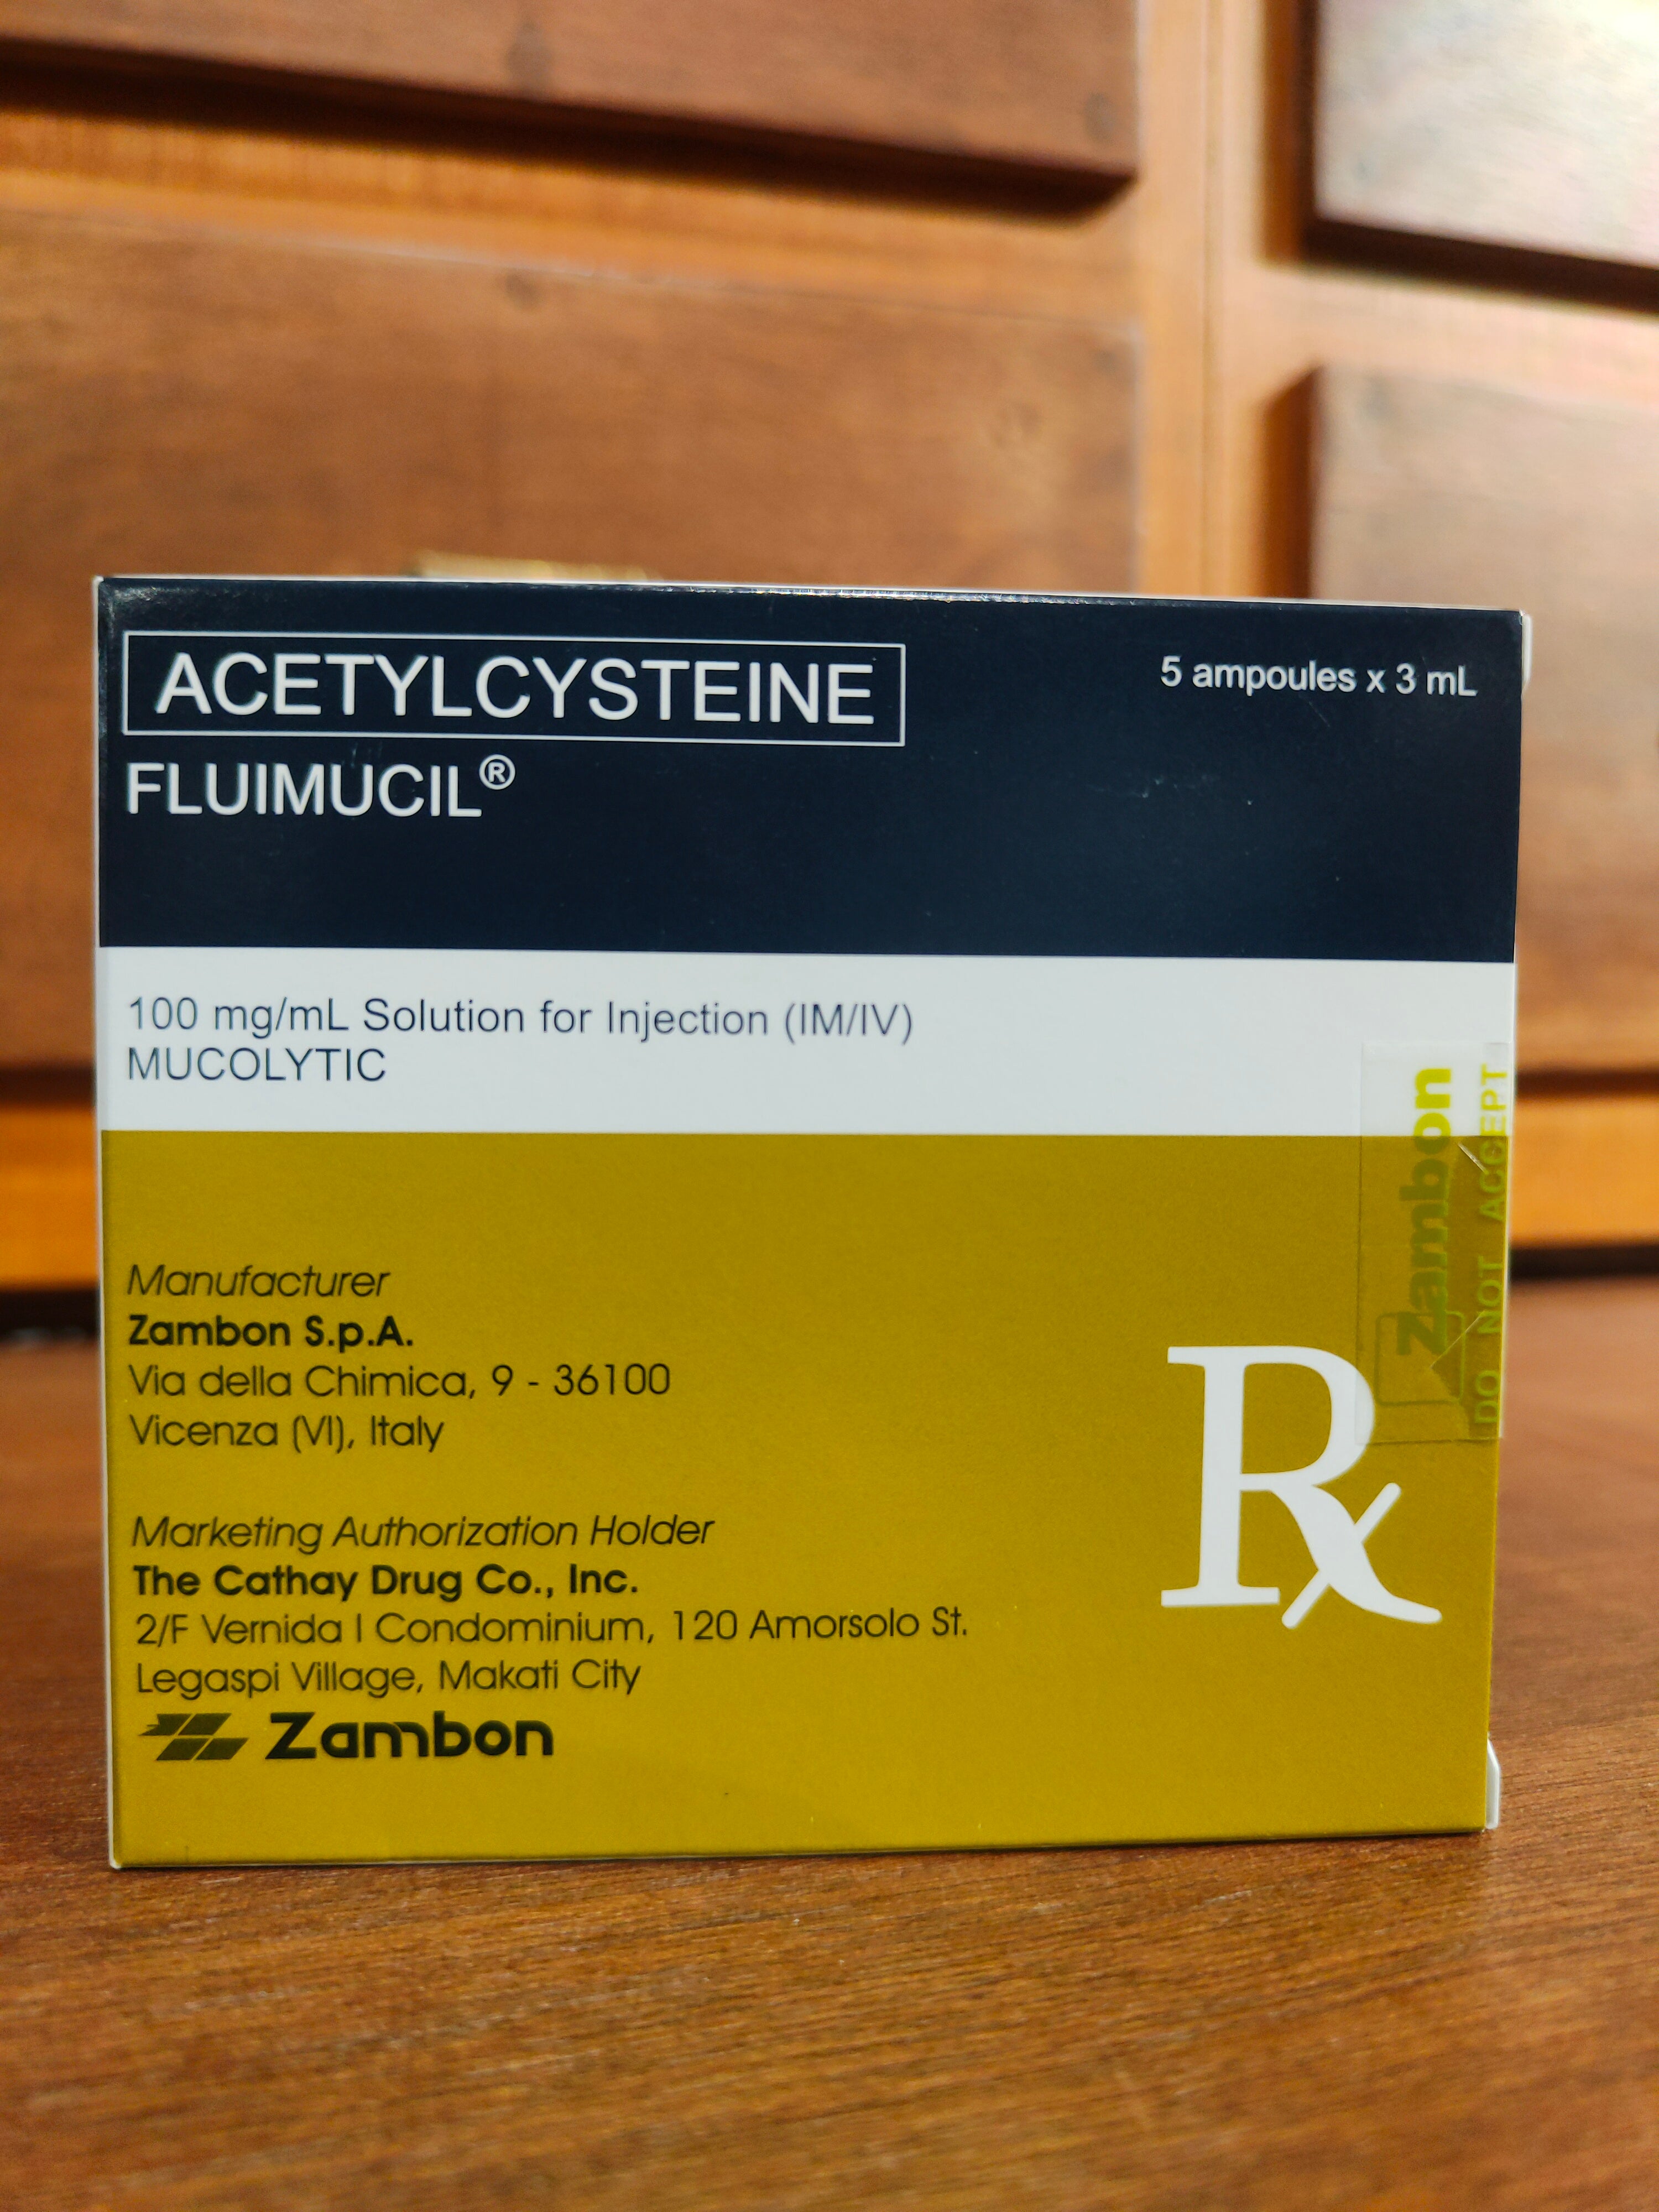 ACETYLCYSTEINE
5 ampoules x 3 mL
FLUIMUCIL®
100 mg/mL Solution for Injection (IM/IV)
MUCOLYTIC
Zambon
DO NOT ACCEPT
Manufacturer
Zambon S.p.A.
Via della Chimica, 9 - 36100
Vicenza (VI), Italy
Rx
Marketing Authorization Holder
The Cathay Drug Co., Inc.
2/F Vernida I Condominium, 120 Amorsolo St.
Legaspi Village, Makati City
Zambon